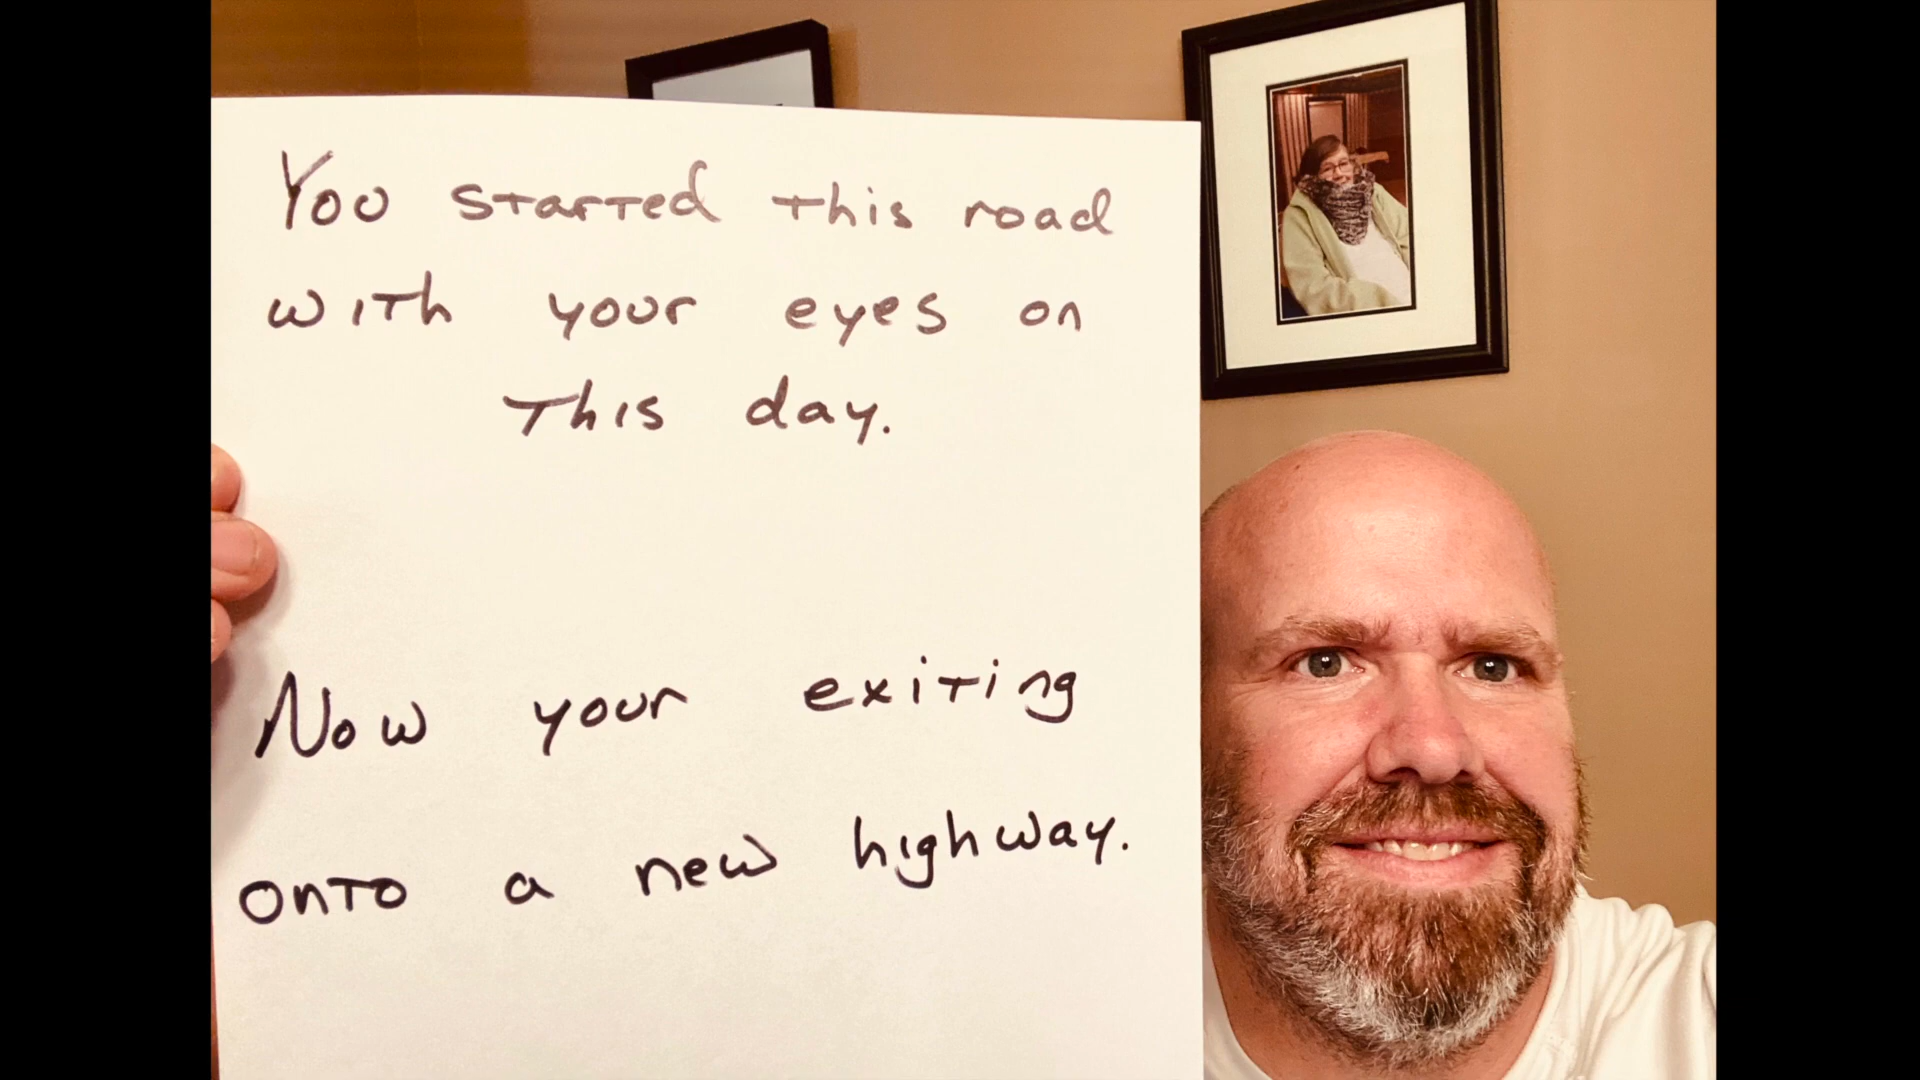 You started this road
with your eyes on
this day.
Now your exiting
onto a new highway.